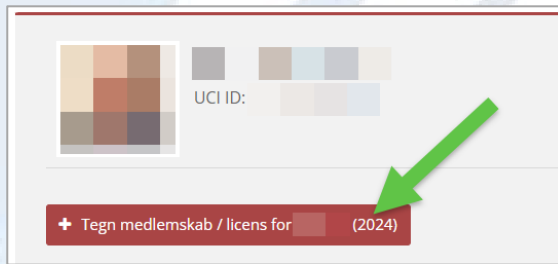 UCI ID:
+ Tegn medlemskab / licens for (2024)